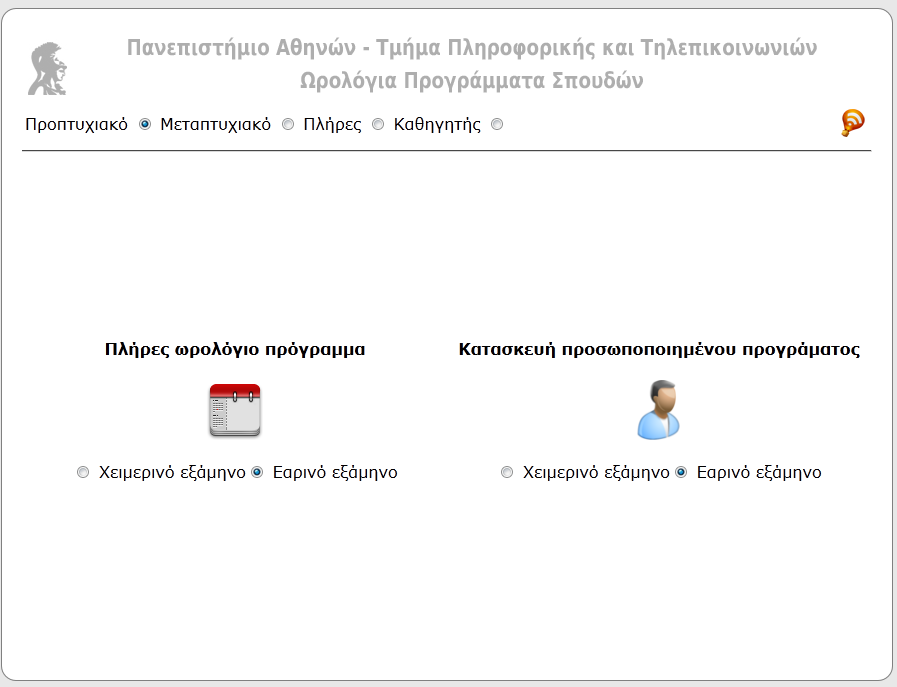 Πανεπιστήμιο Αθηνών - Τμήμα Πληροφορικής και Τηλεπικοινωνιών
Ωρολόγια Προγράμματα Σπουδών
Προπτυχιακό Μεταπτυχιακό Πλήρες Καθηγητής
Πλήρες ωρολόγιο πρόγραμμα
Κατασκευή προσωποποιημένου προγράματος
Χειμερινό εξάμηνο Εαρινό εξάμηνο
Χειμερινό εξάμηνο Εαρινό εξάμηνο